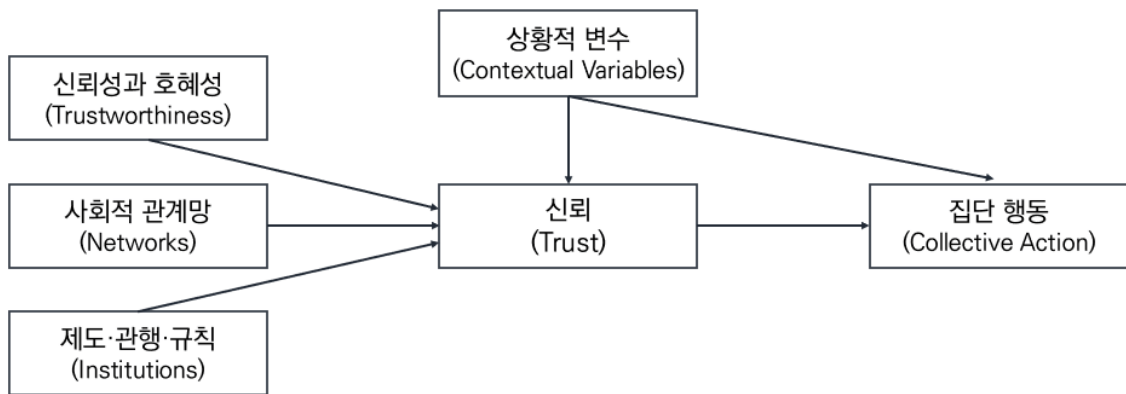 상황적 변수
(Contextual Variables)
신뢰성과 호혜성
(Trustworthiness)
사회적 관계망
(Networks)
신뢰
(Trust)
집단 행동
(Collective Action)
제도·관행·규칙
(Institutions)